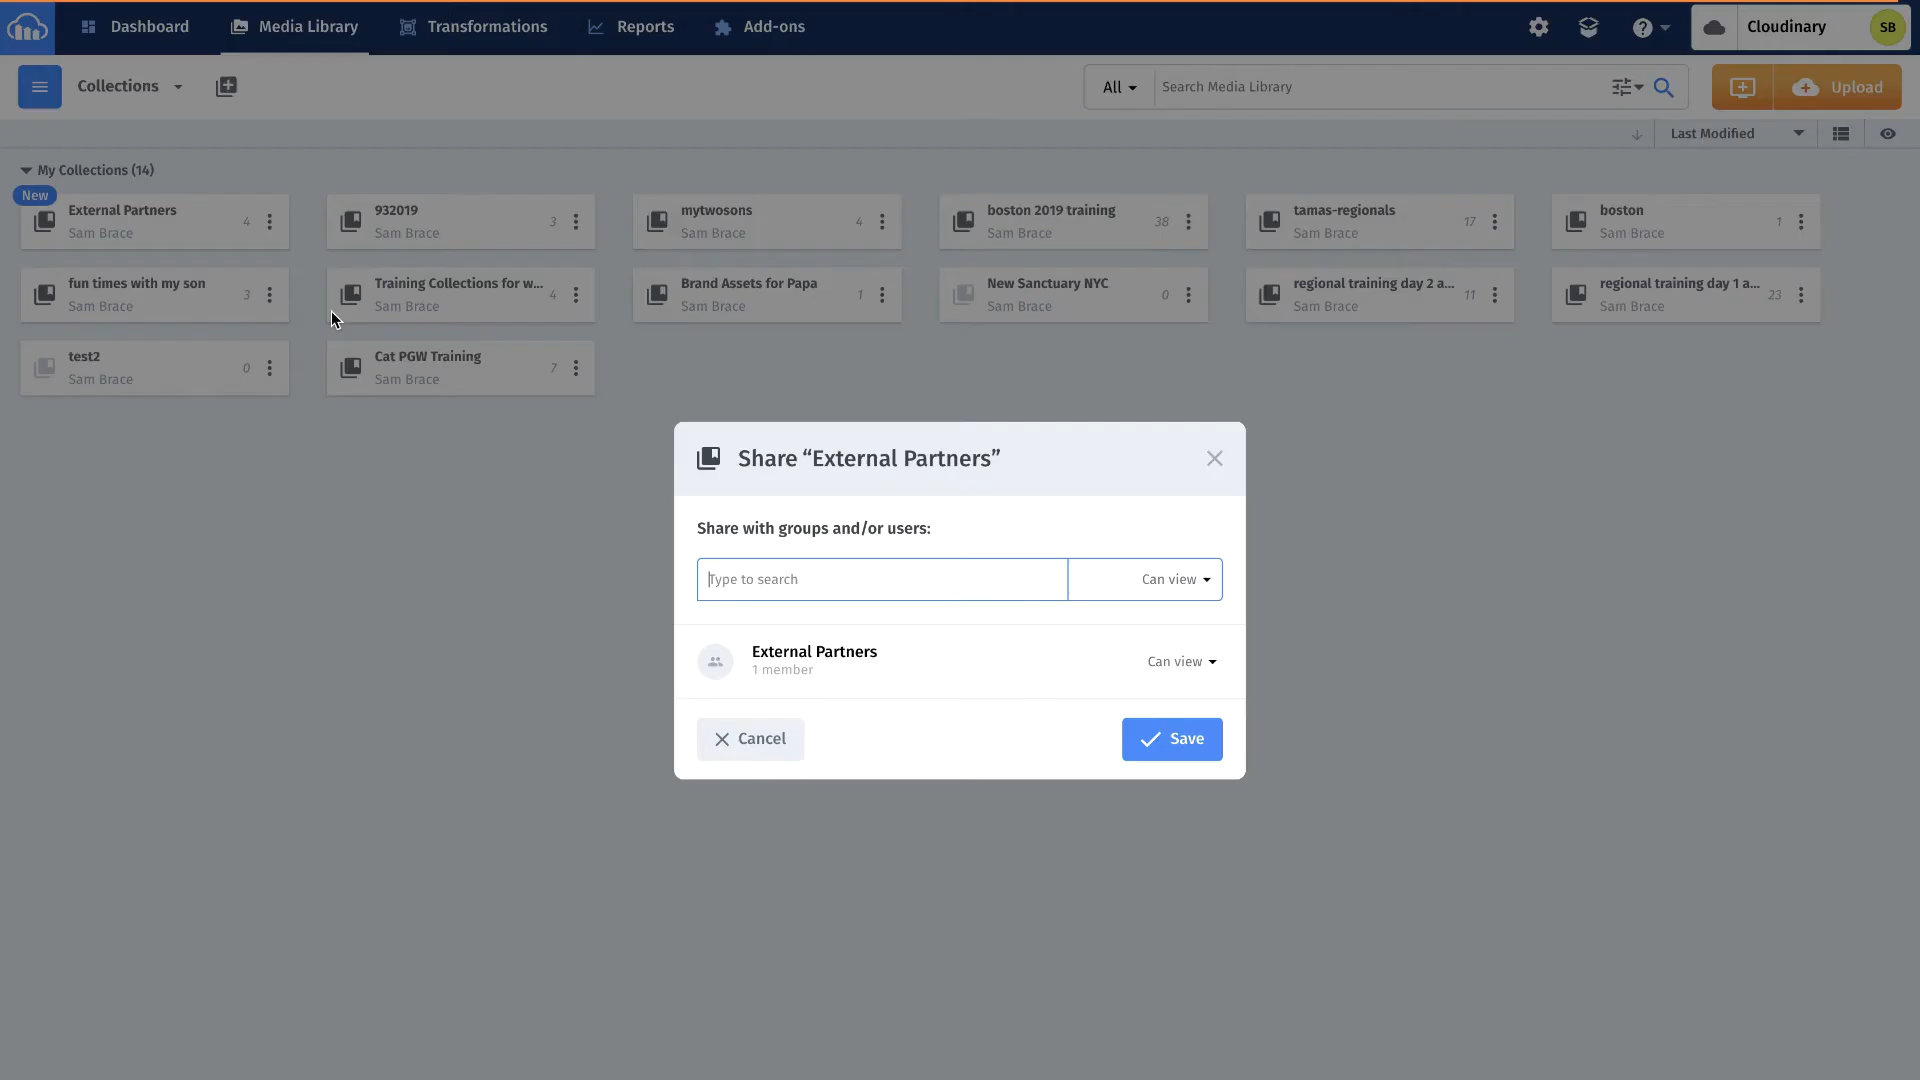 Dashboard
Media Library
Transformations
Reports
Add-ons
Cloudinary
SB
Collections
All
Search Media Library
Upload
Last Modified
My Collections (14)
New
External Partners
Sam Brace
4
932019
Sam Brace
3
mytwosons
Sam Brace
4
boston 2019 training
Sam Brace
38
tamas-regionals
Sam Brace
17
boston
Sam Brace
1
fun times with my son
Sam Brace
3
Training Collections for w...
Sam Brace
4
Brand Assets for Papa
Sam Brace
1
New Sanctuary NYC
Sam Brace
0
regional training day 2 a...
Sam Brace
11
regional training day 1 a...
Sam Brace
23
test2
Sam Brace
0
Cat PGW Training
Sam Brace
7
Share “External Partners”
Share with groups and/or users:
Type to search
Can view
External Partners
1 member
Can view
Cancel
Save